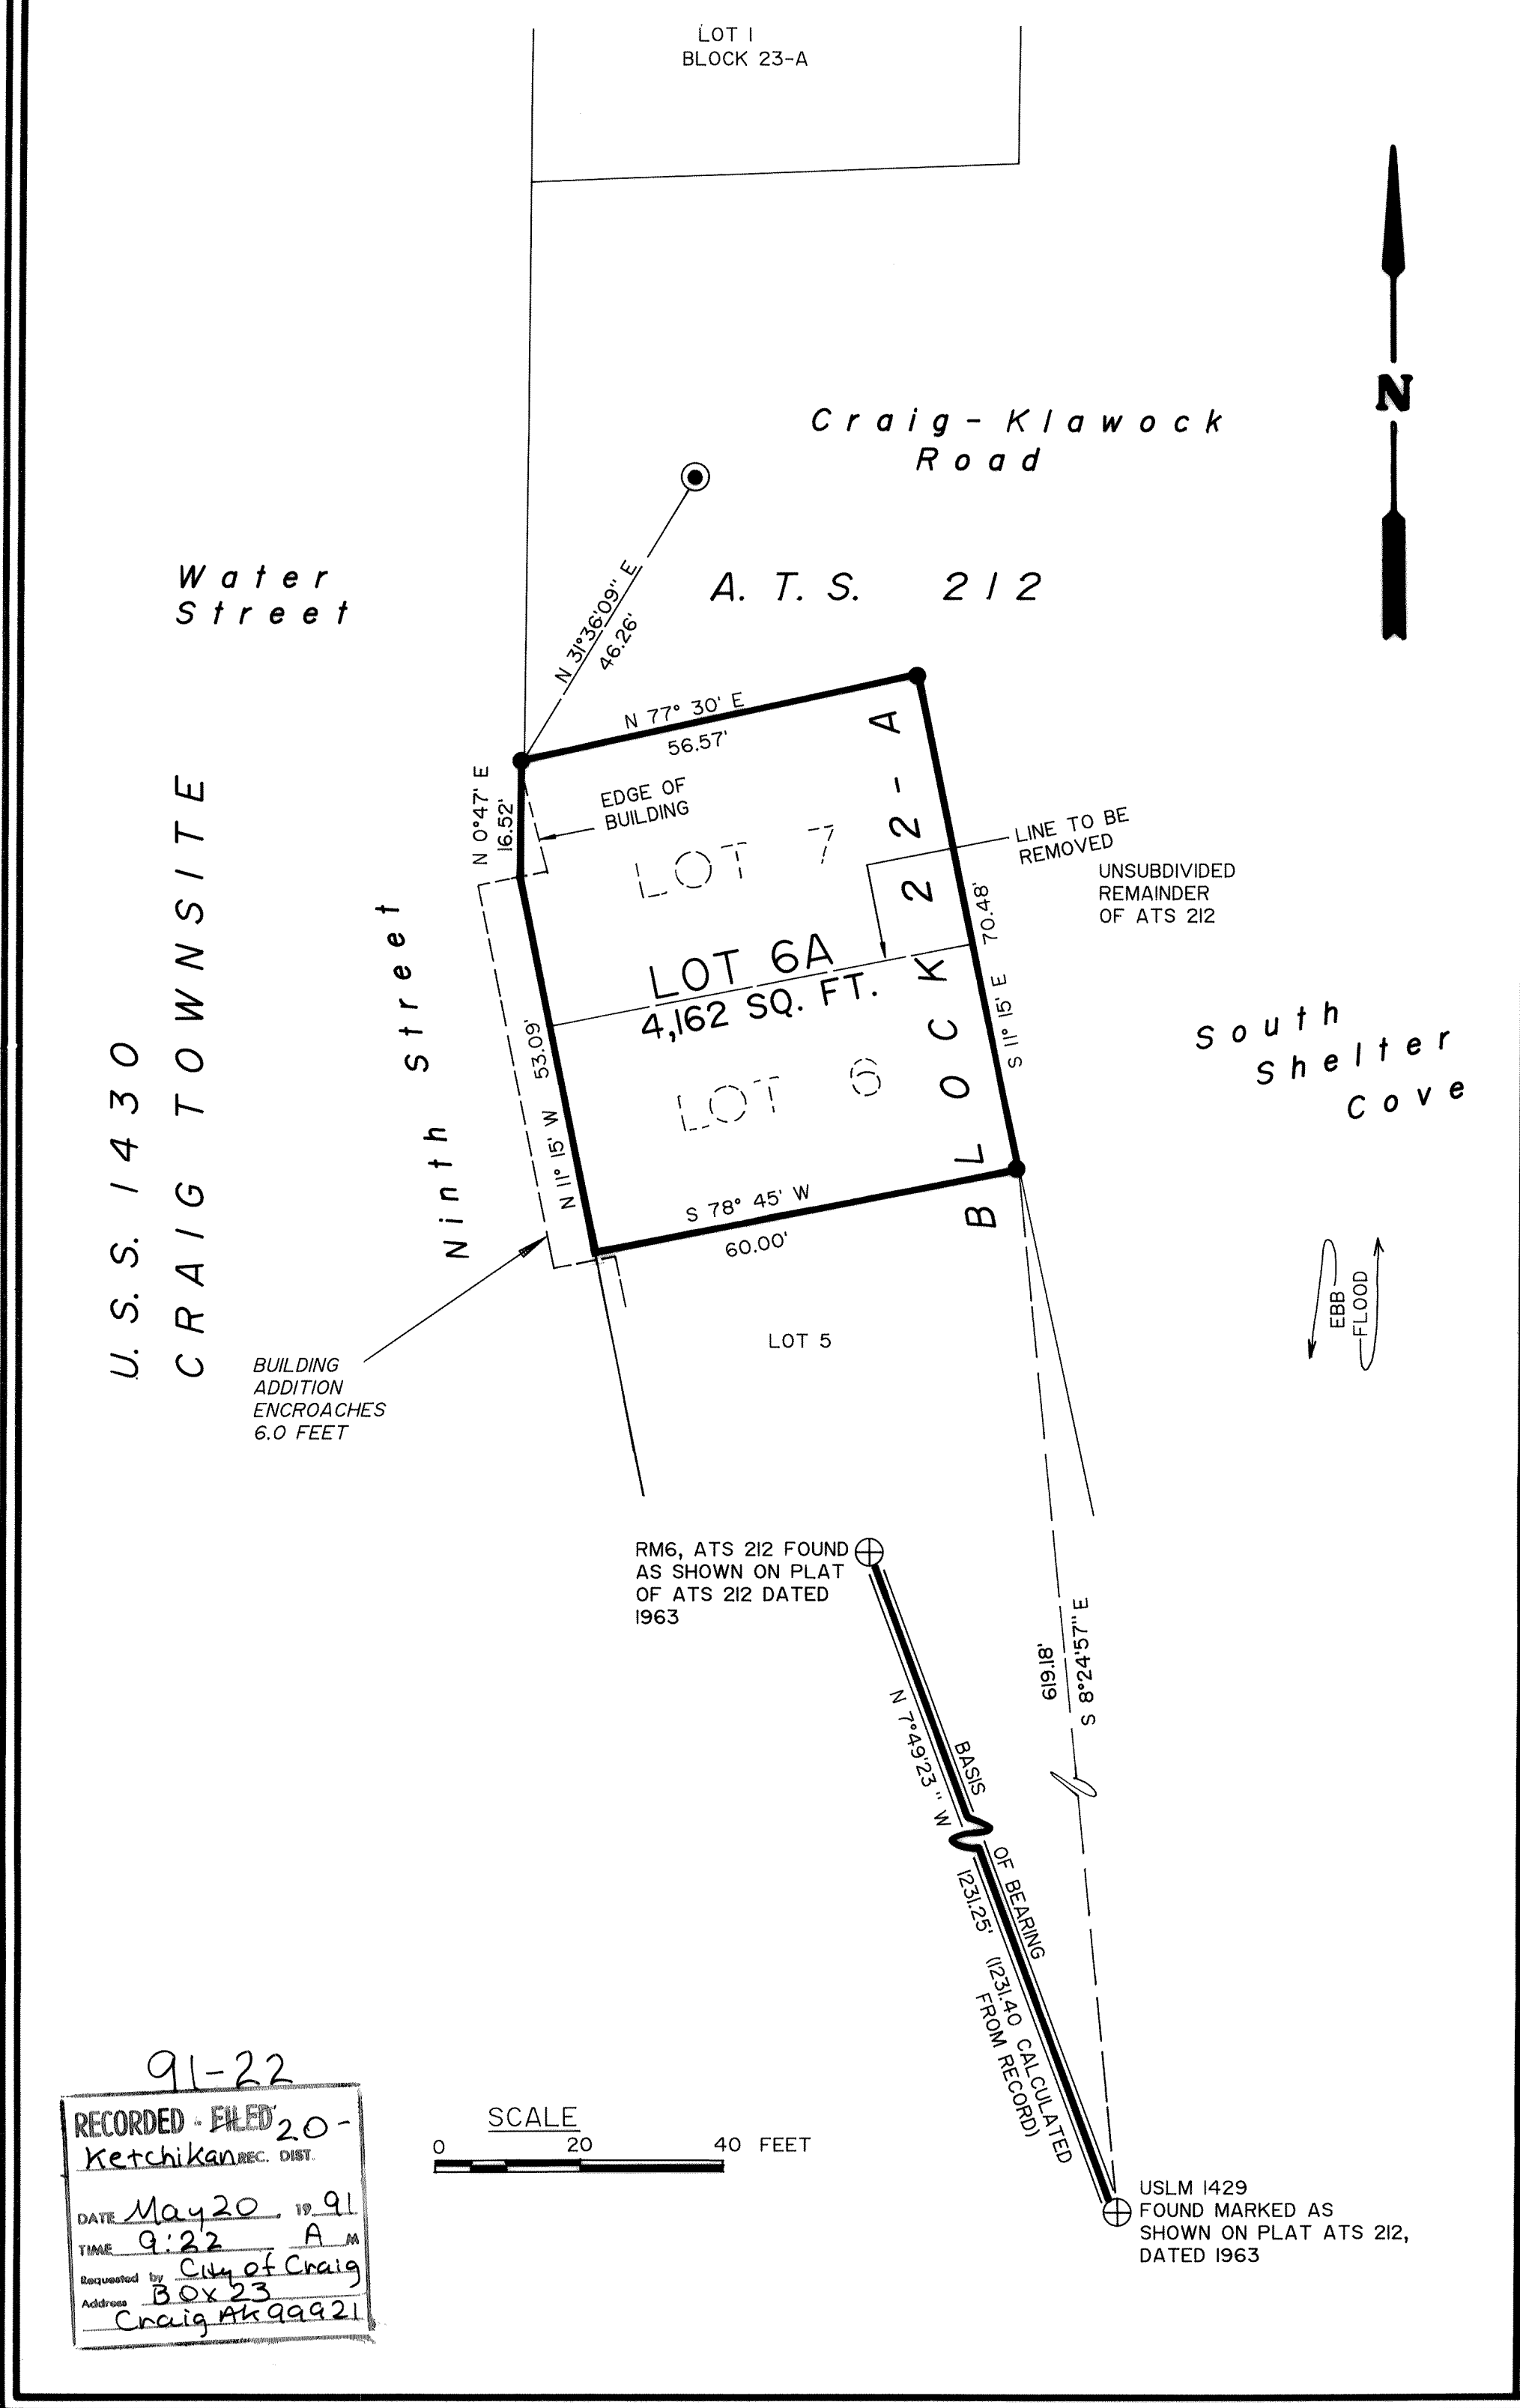 LOT 1
BLOCK 23-A
Craig-Klawock
Road
N
Water
Street
A. T. S. 212
N 31°36'09" E
46.26'
N 77° 30' E
56.57'
N 0°47' E
16.52'
EDGE OF
BUILDING
LOT 7
BLOCK 22-A
LINE TO BE
REMOVED
UNSUBDIVIDED
REMAINDER
OF ATS 212
70.48'
S 11° 15' E
LOT 6A
4,162 SQ. FT.
LOT 6
53.09'
N 11° 15' W
Ninth Street
U.S.S. 1430
CRAIG TOWNSITE
South
Shelter
Cove
S 78° 45' W
60.00'
EBB
FLOOD
LOT 5
BUILDING
ADDITION
ENCROACHES
6.0 FEET
RM6, ATS 212 FOUND
AS SHOWN ON PLAT
OF ATS 212 DATED
1963
619.18'
S 8°24'57" E
N 7°49'23" W
BASIS OF BEARING
1231.25' (1231.40 CALCULATED
FROM RECORD)
USLM 1429
FOUND MARKED AS
SHOWN ON PLAT ATS 212,
DATED 1963
SCALE
0 20 40 FEET
91-22
RECORDED - FILED 20-
Ketchikan REC. DIST.
DATE May 20, 19 91
TIME 9:22 A M
Requested by City of Craig
Address Box 23
Craig AK 99921